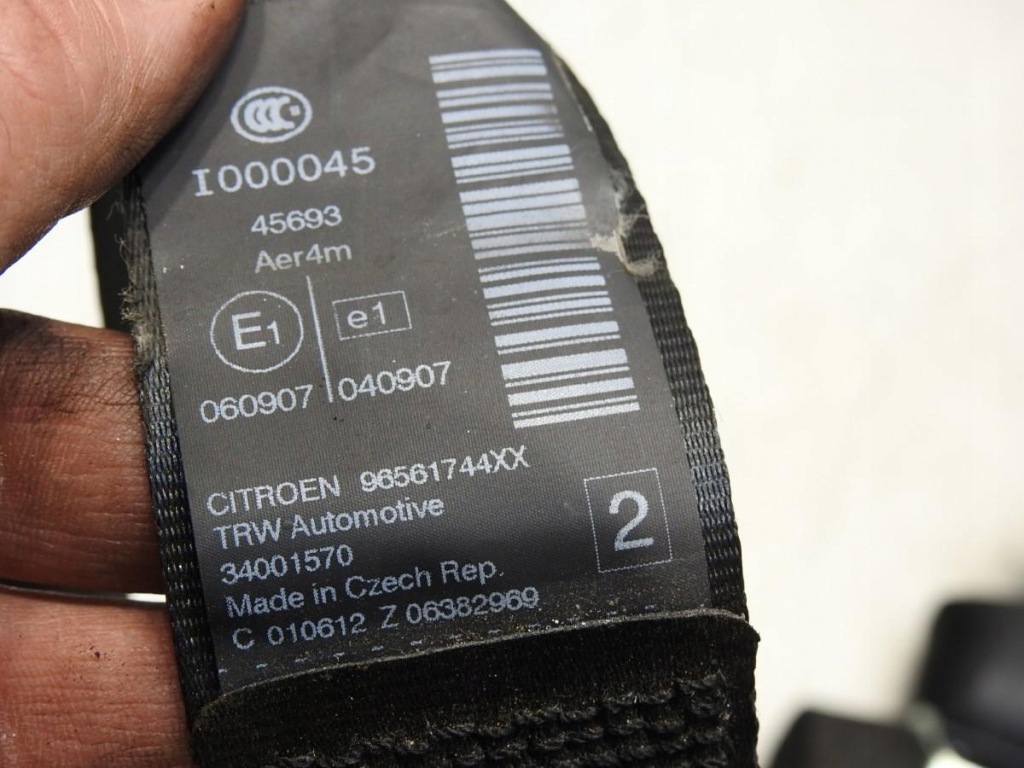 CCC
I000045
45693
Aer4m
E1 e1
060907 040907
CITROEN 96561744XX
TRW Automotive
34001570
Made in Czech Rep.
C 010612 Z 06382969
2